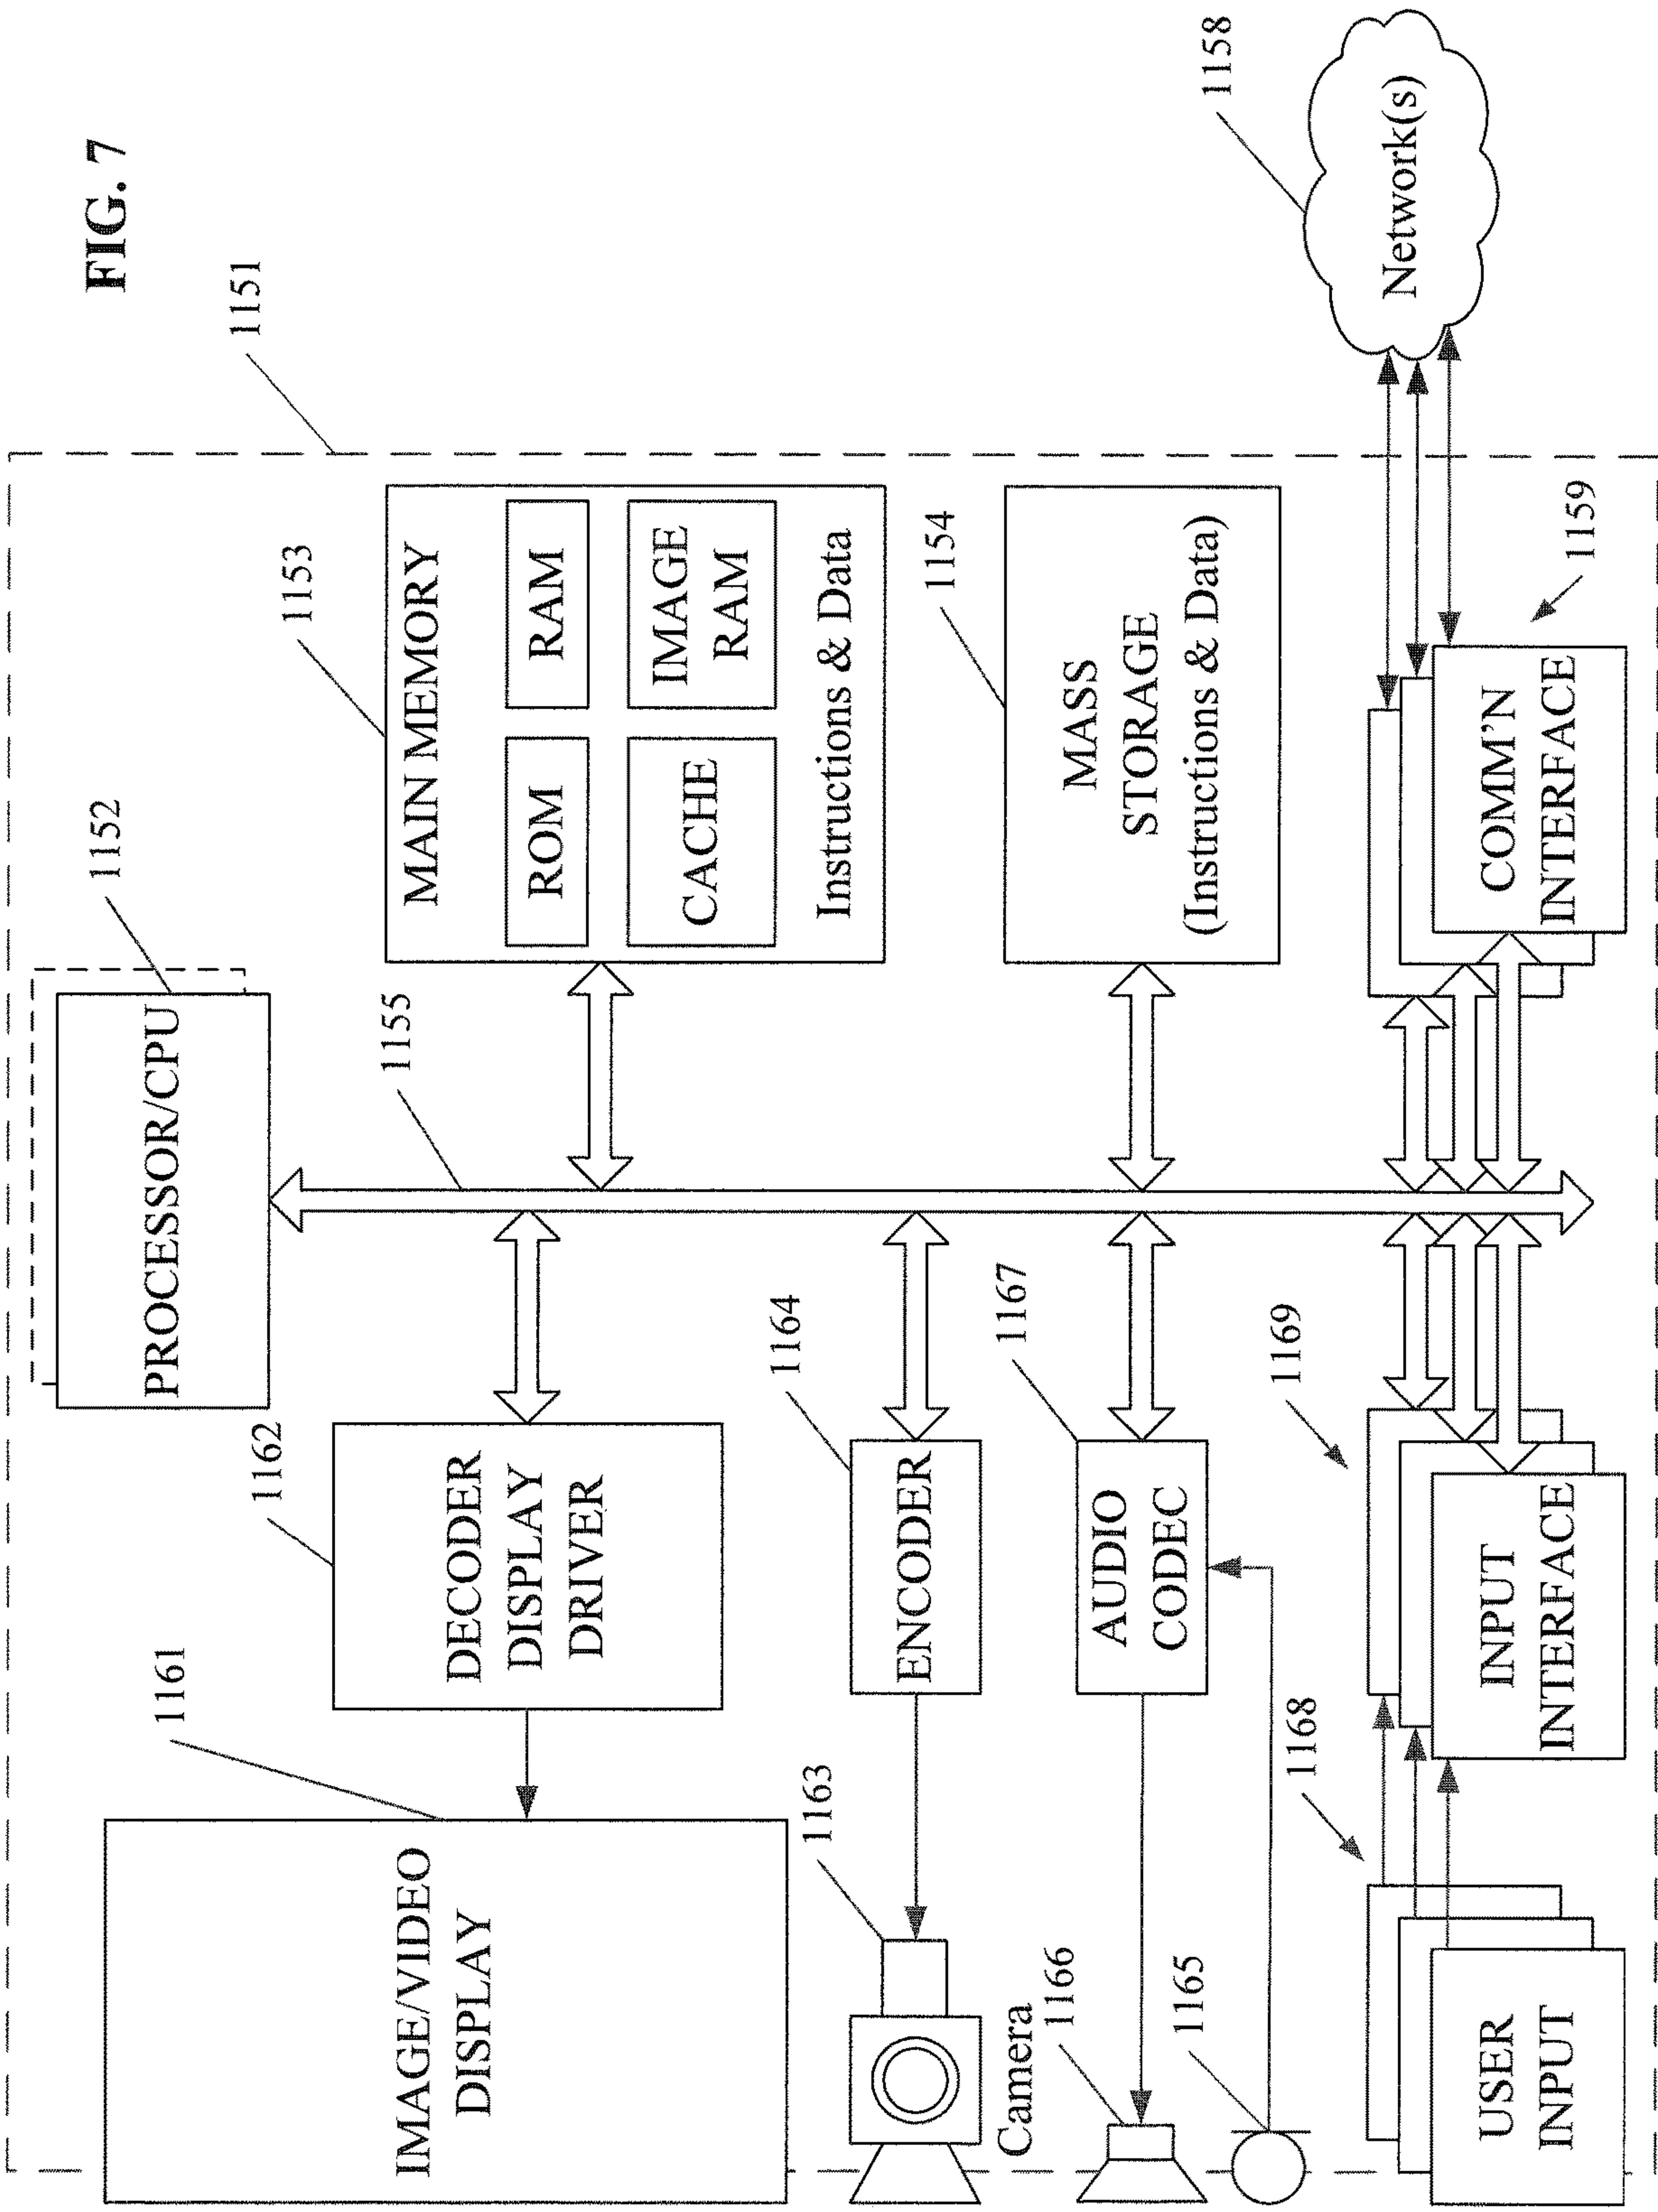 FIG. 7
1151
1152
PROCESSOR/CPU
1153
MAIN MEMORY
ROM
RAM
CACHE
IMAGE
RAM
Instructions & Data
1155
1154
MASS
STORAGE
(Instructions & Data)
1158
Network(s)
1159
COMM'N
INTERFACE
1161
IMAGE/VIDEO
DISPLAY
1162
DECODER
DISPLAY
DRIVER
1163
Camera
1164
ENCODER
1166
1165
1167
AUDIO
CODEC
1168
USER
INPUT
1169
INPUT
INTERFACE